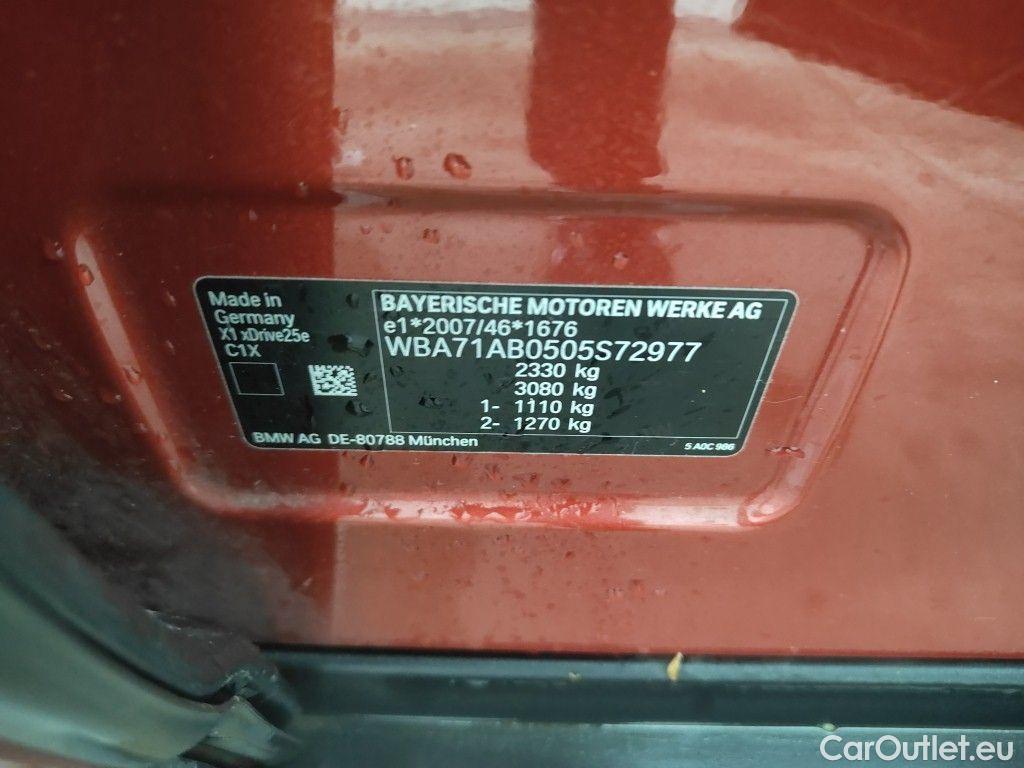 Made in
Germany
X1 xDrive25e
C1X
BAYERISCHE MOTOREN WERKE AG
e1*2007/46*1676
WBA71AB0505S72977
2330 kg
3080 kg
1- 1110 kg
2- 1270 kg
BMW AG DE-80788 München
5 A0C 986
CarOutlet.eu